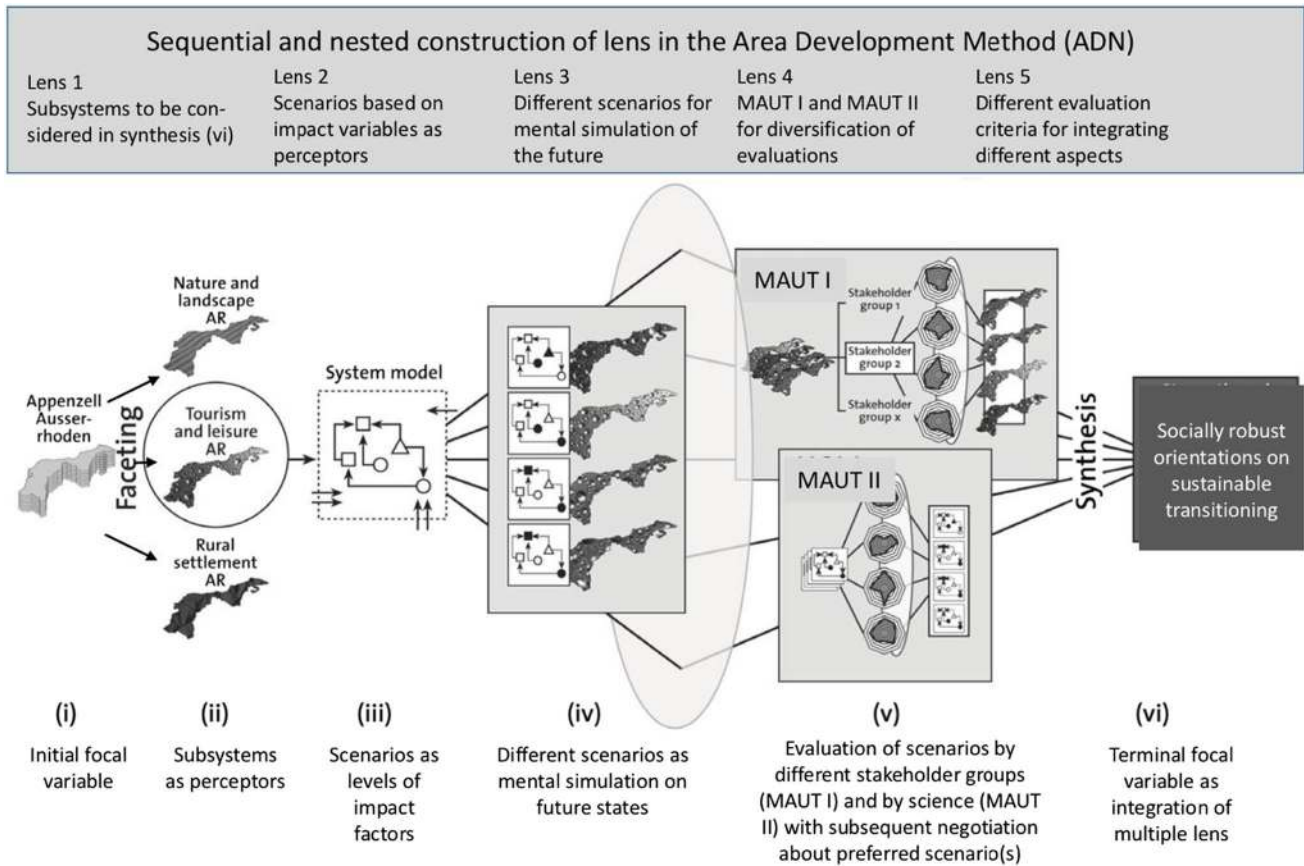 Sequential and nested construction of lens in the Area Development Method (ADN)
Lens 1
Subsystems to be con-
sidered in synthesis (vi)
Lens 2
Scenarios based on
impact variables as
perceptors
Lens 3
Different scenarios for
mental simulation of
the future
Lens 4
MAUT I and MAUT II
for diversification of
evaluations
Lens 5
Different evaluation
criteria for integrating
different aspects
Appenzell
Ausser-
rhoden
Faceting
Nature and
landscape
AR
Tourism
and leisure
AR
Rural
settlement
AR
System model
MAUT I
Stakeholder
group 1
Stakeholder
group 2
Stakeholder
group x
MAUT II
Synthesis
Socially robust
orientations on
sustainable
transitioning
(i)
Initial focal
variable
(ii)
Subsystems
as perceptors
(iii)
Scenarios as
levels of
impact
factors
(iv)
Different scenarios as
mental simulation on
future states
(v)
Evaluation of scenarios by
different stakeholder groups
(MAUT I) and by science (MAUT
II) with subsequent negotiation
about preferred scenario(s)
(vi)
Terminal focal
variable as
integration of
multiple lens